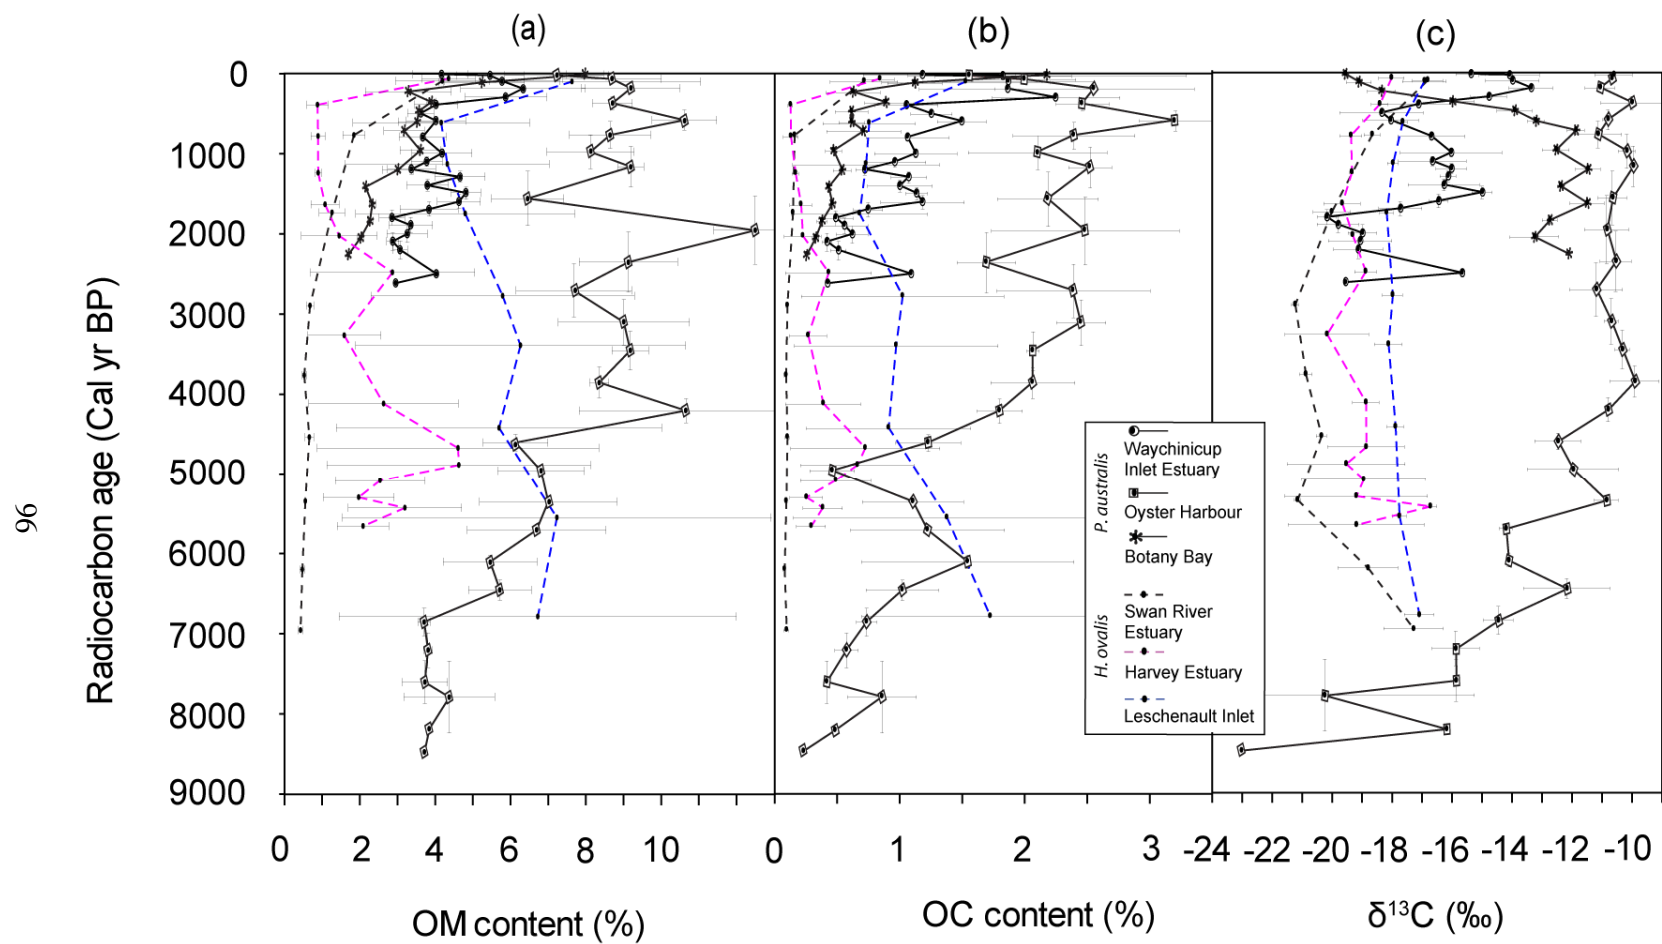 (a)
(b)
(c)
0
1000
2000
3000
4000
5000
6000
7000
8000
9000
Radiocarbon age (Cal yr BP)
96
P. australis
Waychinicup
Inlet Estuary
Oyster Harbour
Botany Bay
H. ovalis
Swan River
Estuary
Harvey Estuary
Leschenault Inlet
0 2 4 6 8 10
0 1 2 3
-24 -22 -20 -18 -16 -14 -12 -10
OM content (%)
OC content (%)
δ¹³C (‰)